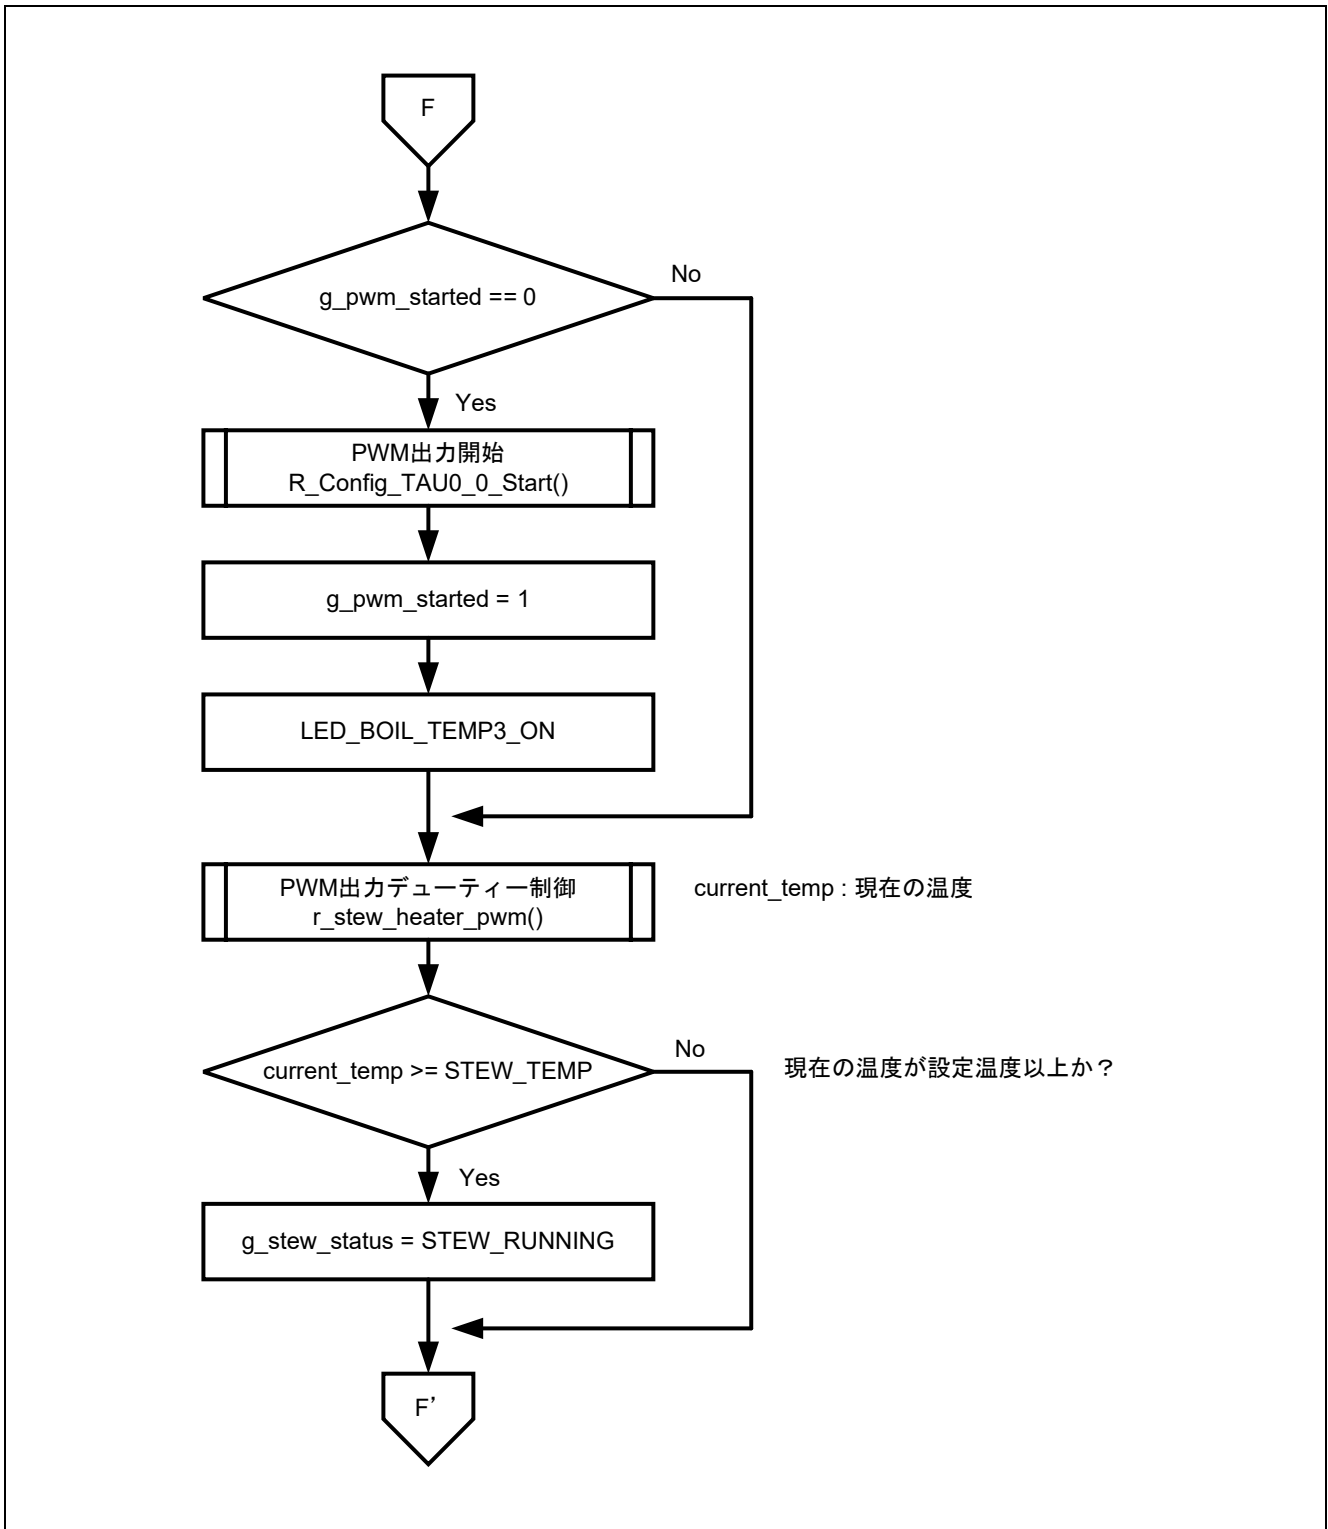 F
g_pwm_started == 0
No
Yes
PWM出力開始
R_Config_TAU0_0_Start()
g_pwm_started = 1
LED_BOIL_TEMP3_ON
PWM出力デューティー制御
r_stew_heater_pwm()
current_temp : 現在の温度
current_temp >= STEW_TEMP
No
現在の温度が設定温度以上か？
Yes
g_stew_status = STEW_RUNNING
F’